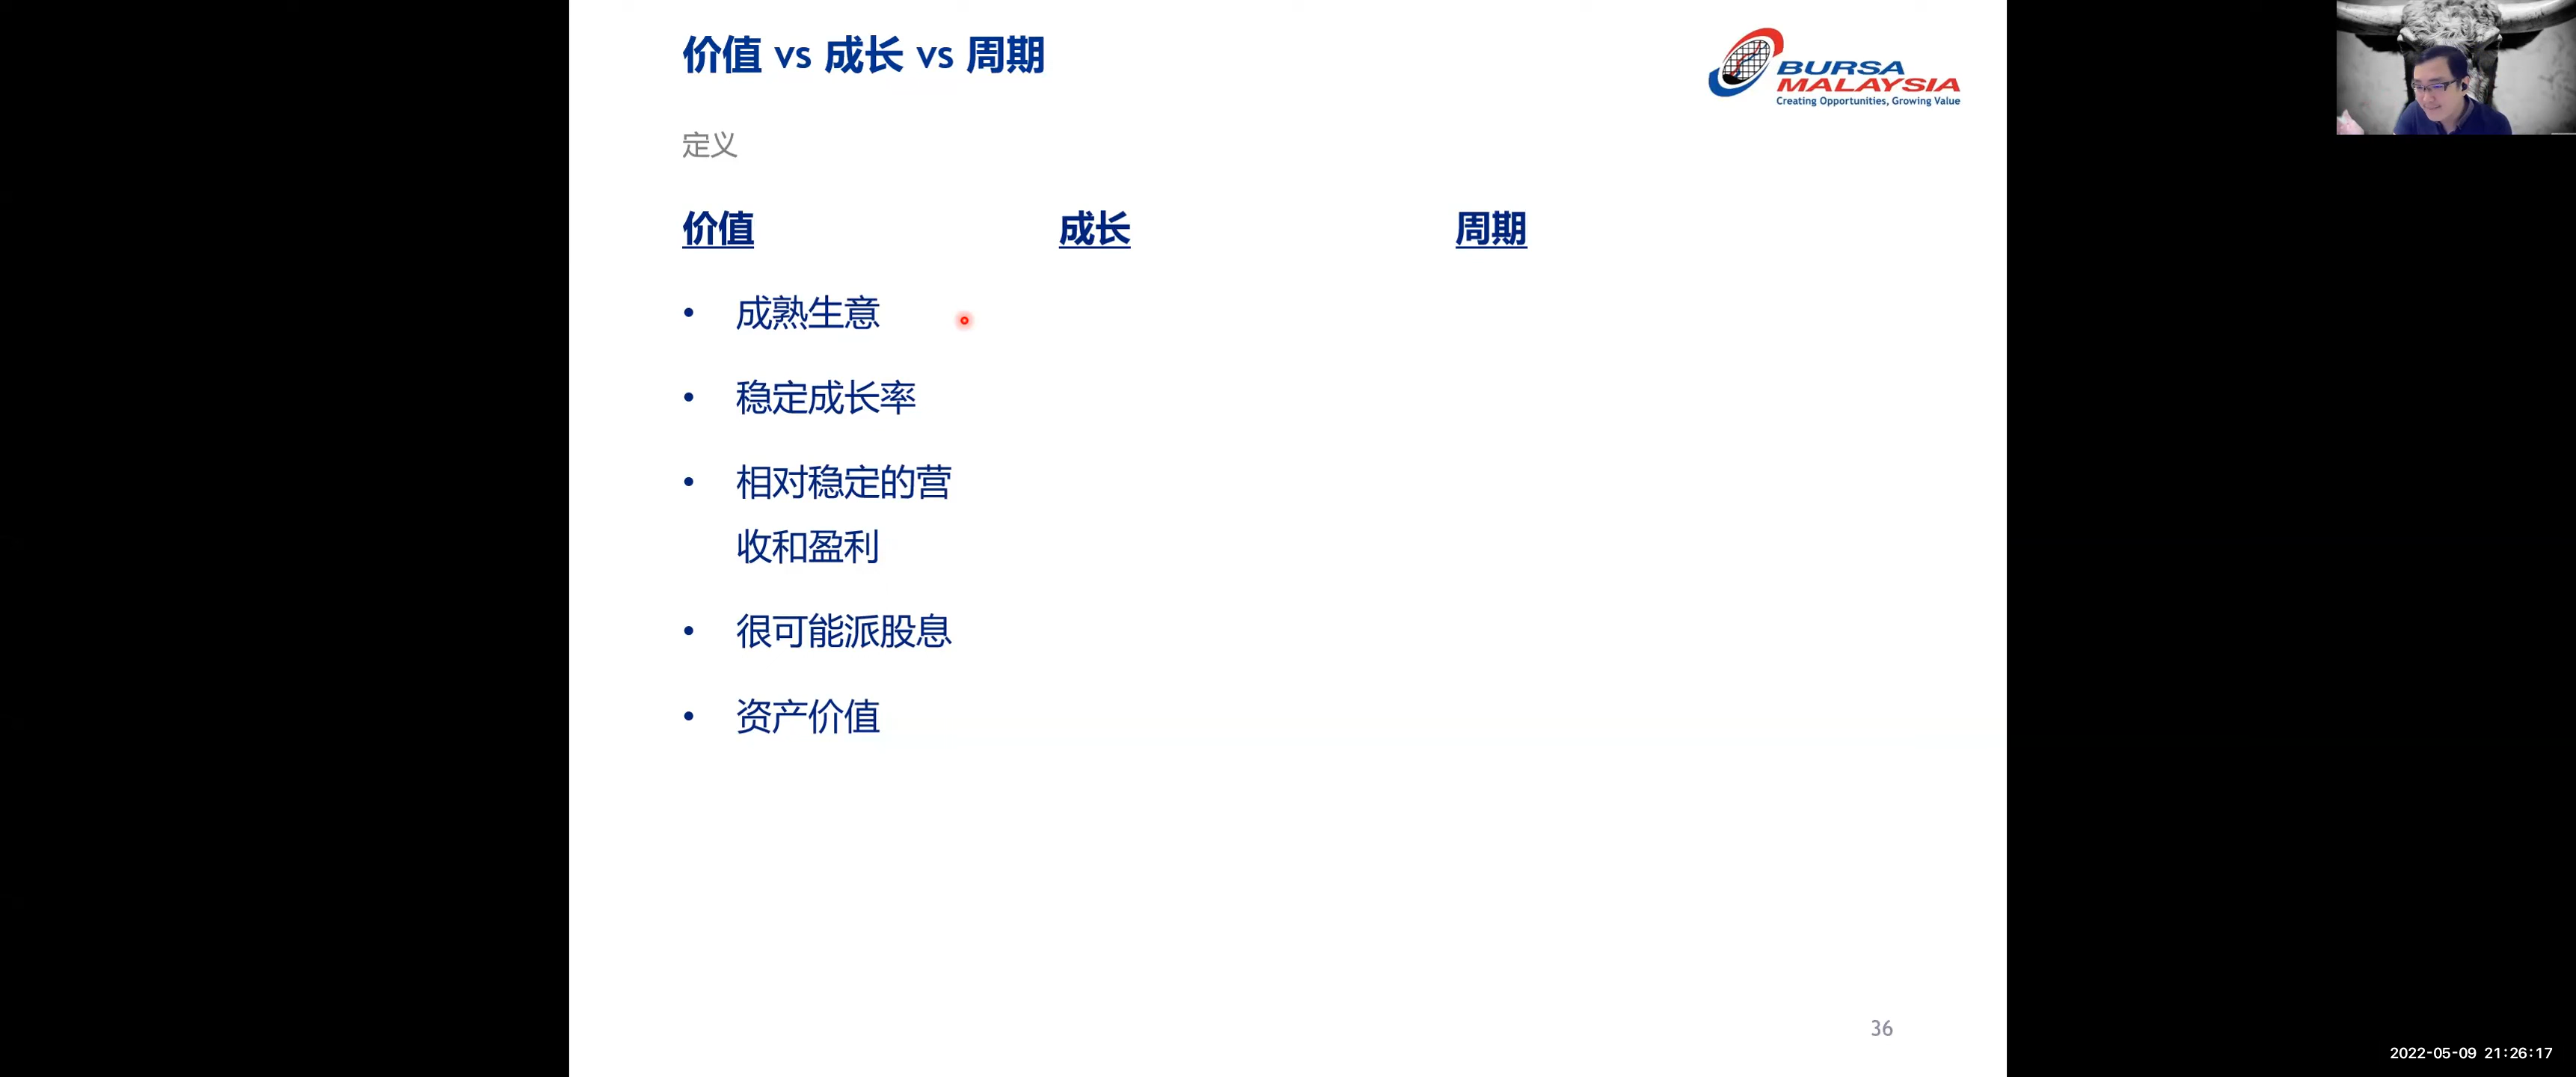 价值 vs 成长 vs 周期
BURSA
MALAYSIA
Creating Opportunities, Growing Value
定义
价值
成长
周期
• 成熟生意
• 稳定成长率
• 相对稳定的营
收和盈利
• 很可能派股息
• 资产价值
36
2022-05-09 21:26:17